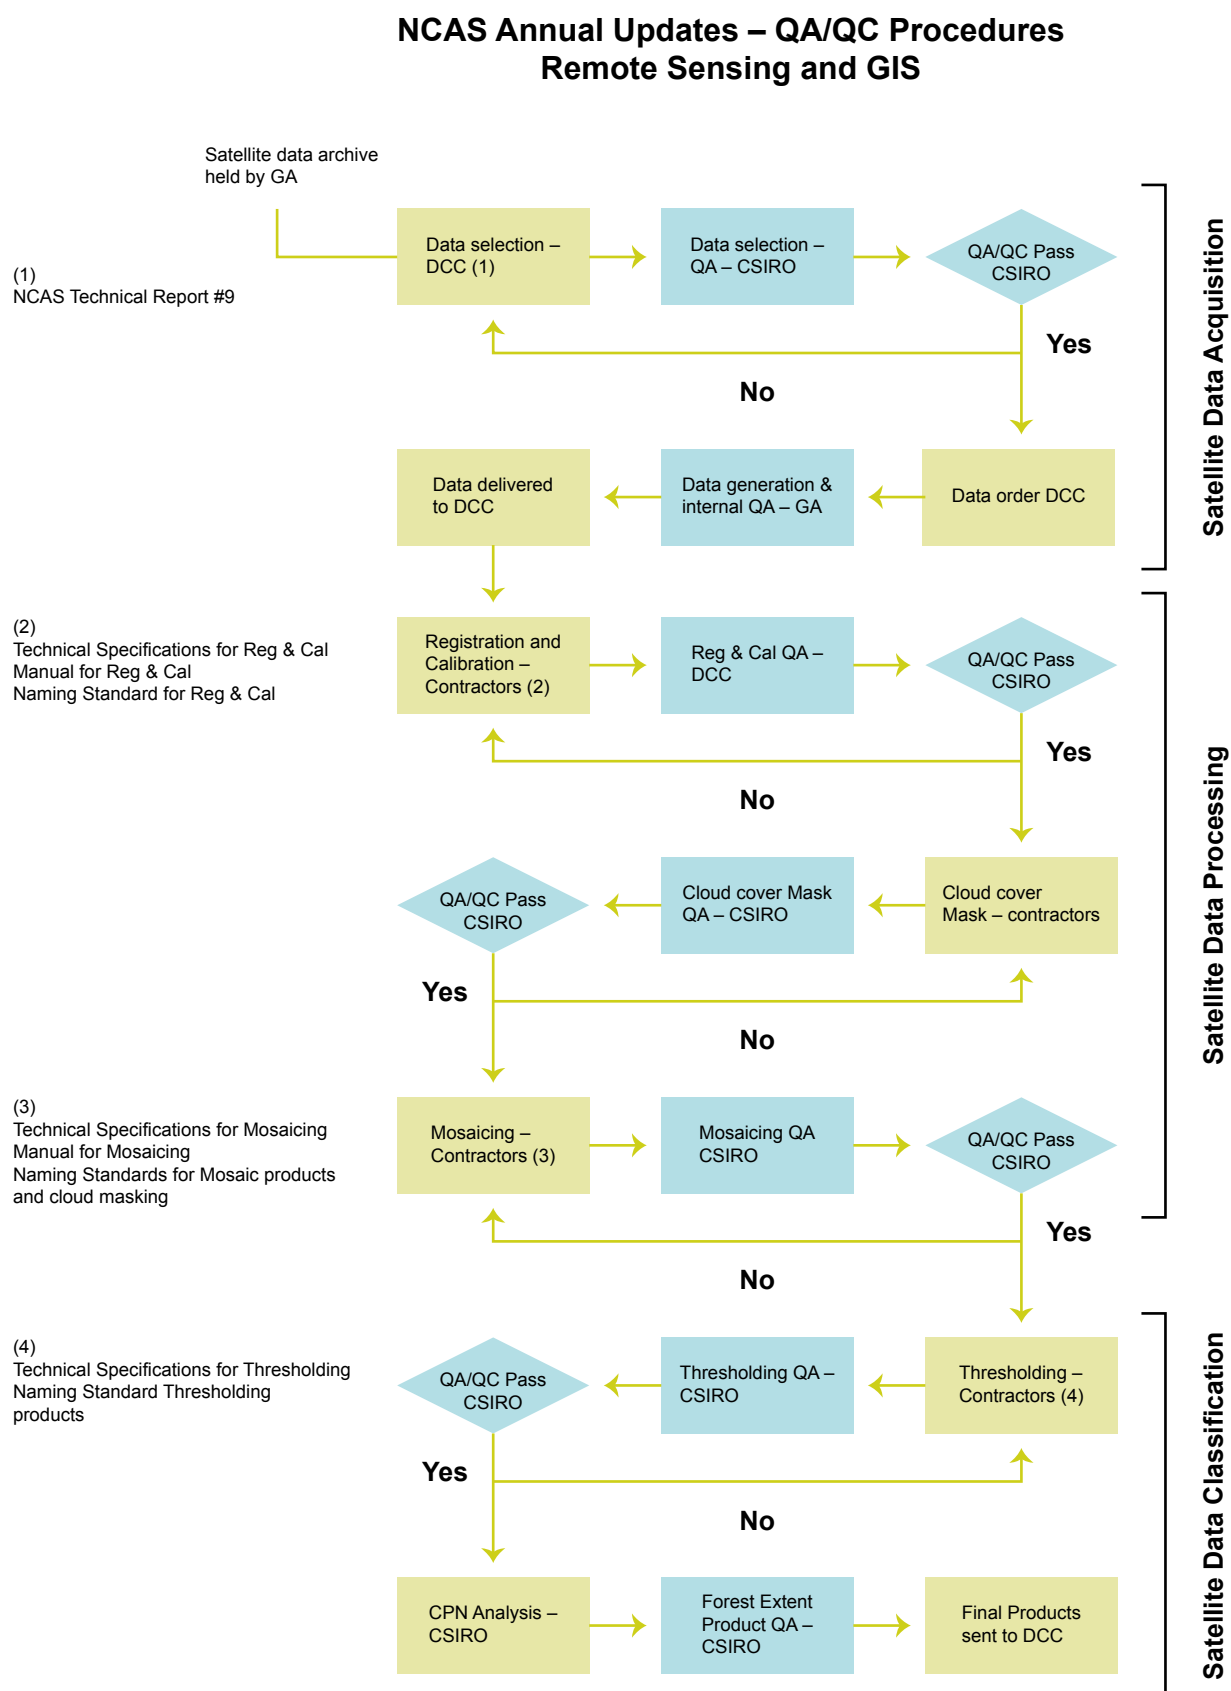 NCAS Annual Updates – QA/QC Procedures
Remote Sensing and GIS
Satellite data archive
held by GA
(1)
NCAS Technical Report #9
Data selection –
DCC (1)
Data selection –
QA – CSIRO
QA/QC Pass
CSIRO
Yes
No
Data delivered
to DCC
Data generation &
internal QA – GA
Data order DCC
Satellite Data Acquisition
(2)
Technical Specifications for Reg & Cal
Manual for Reg & Cal
Naming Standard for Reg & Cal
Registration and
Calibration –
Contractors (2)
Reg & Cal QA –
DCC
QA/QC Pass
CSIRO
Yes
No
QA/QC Pass
CSIRO
Cloud cover Mask
QA – CSIRO
Cloud cover
Mask – contractors
Yes
No
Satellite Data Processing
(3)
Technical Specifications for Mosaicing
Manual for Mosaicing
Naming Standards for Mosaic products
and cloud masking
Mosaicing –
Contractors (3)
Mosaicing QA
CSIRO
QA/QC Pass
CSIRO
Yes
No
(4)
Technical Specifications for Thresholding
Naming Standard Thresholding
products
QA/QC Pass
CSIRO
Thresholding QA –
CSIRO
Thresholding –
Contractors (4)
Yes
No
CPN Analysis –
CSIRO
Forest Extent
Product QA –
CSIRO
Final Products
sent to DCC
Satellite Data Classification